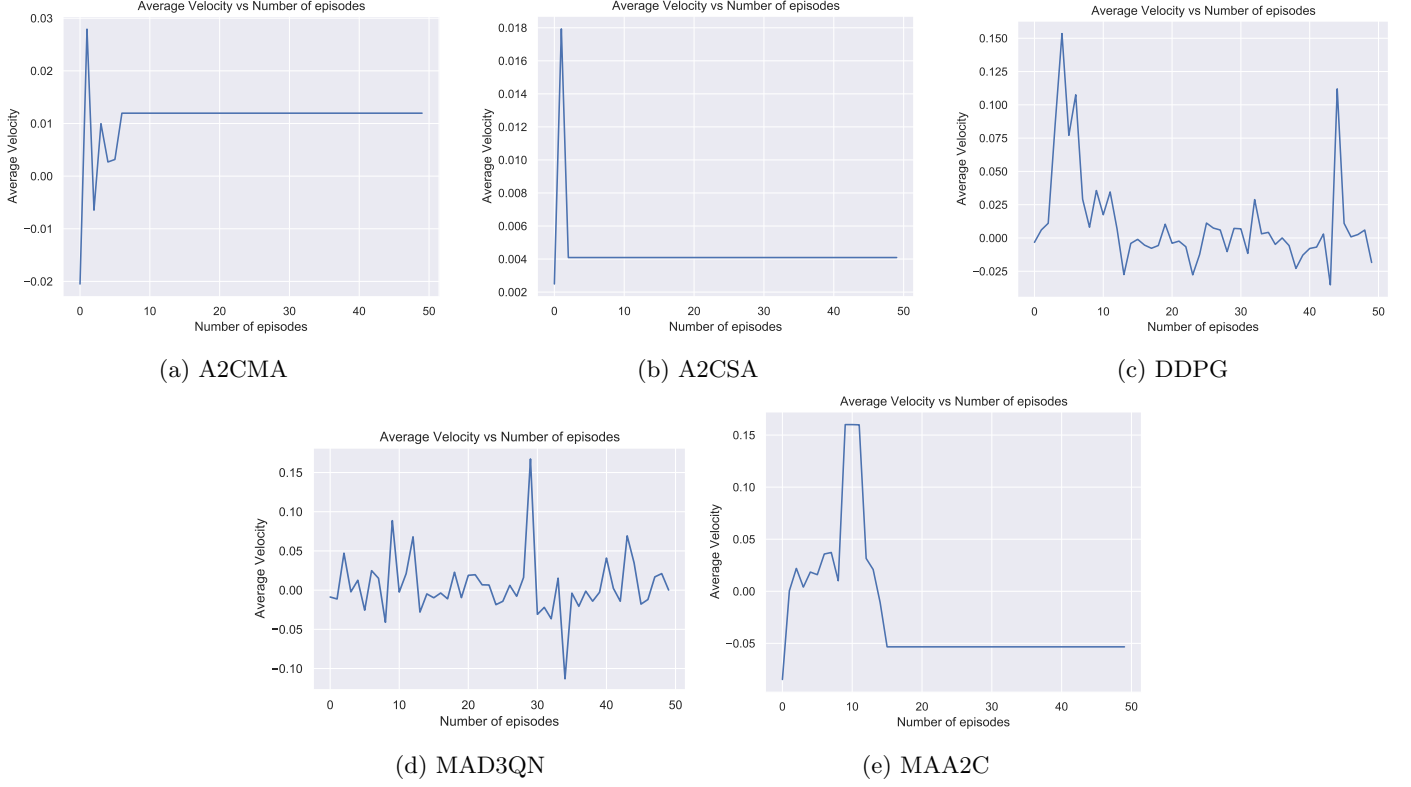 Average Velocity vs Number of episodes
Average Velocity
0.03
0.02
0.01
0.00
−0.01
−0.02
0 10 20 30 40 50
Number of episodes
(a) A2CMA
Average Velocity vs Number of episodes
Average Velocity
0.018
0.016
0.014
0.012
0.010
0.008
0.006
0.004
0.002
0 10 20 30 40 50
Number of episodes
(b) A2CSA
Average Velocity vs Number of episodes
Average Velocity
0.150
0.125
0.100
0.075
0.050
0.025
0.000
−0.025
0 10 20 30 40 50
Number of episodes
(c) DDPG
Average Velocity vs Number of episodes
Average Velocity
0.15
0.10
0.05
0.00
−0.05
−0.10
0 10 20 30 40 50
Number of episodes
(d) MAD3QN
Average Velocity vs Number of episodes
Average Velocity
0.15
0.10
0.05
0.00
−0.05
0 10 20 30 40 50
Number of episodes
(e) MAA2C